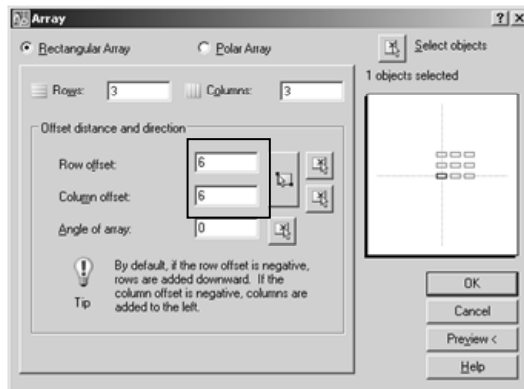 Array
Rectangular Array
Polar Array
Select objects
1 objects selected
Rows: 3
Columns: 3
Offset distance and direction
Row offset: 6
Column offset: 6
Angle of array: 0
Tip
By default, if the row offset is negative,
rows are added downward. If the
column offset is negative, columns are
added to the left.
OK
Cancel
Preview <
Help